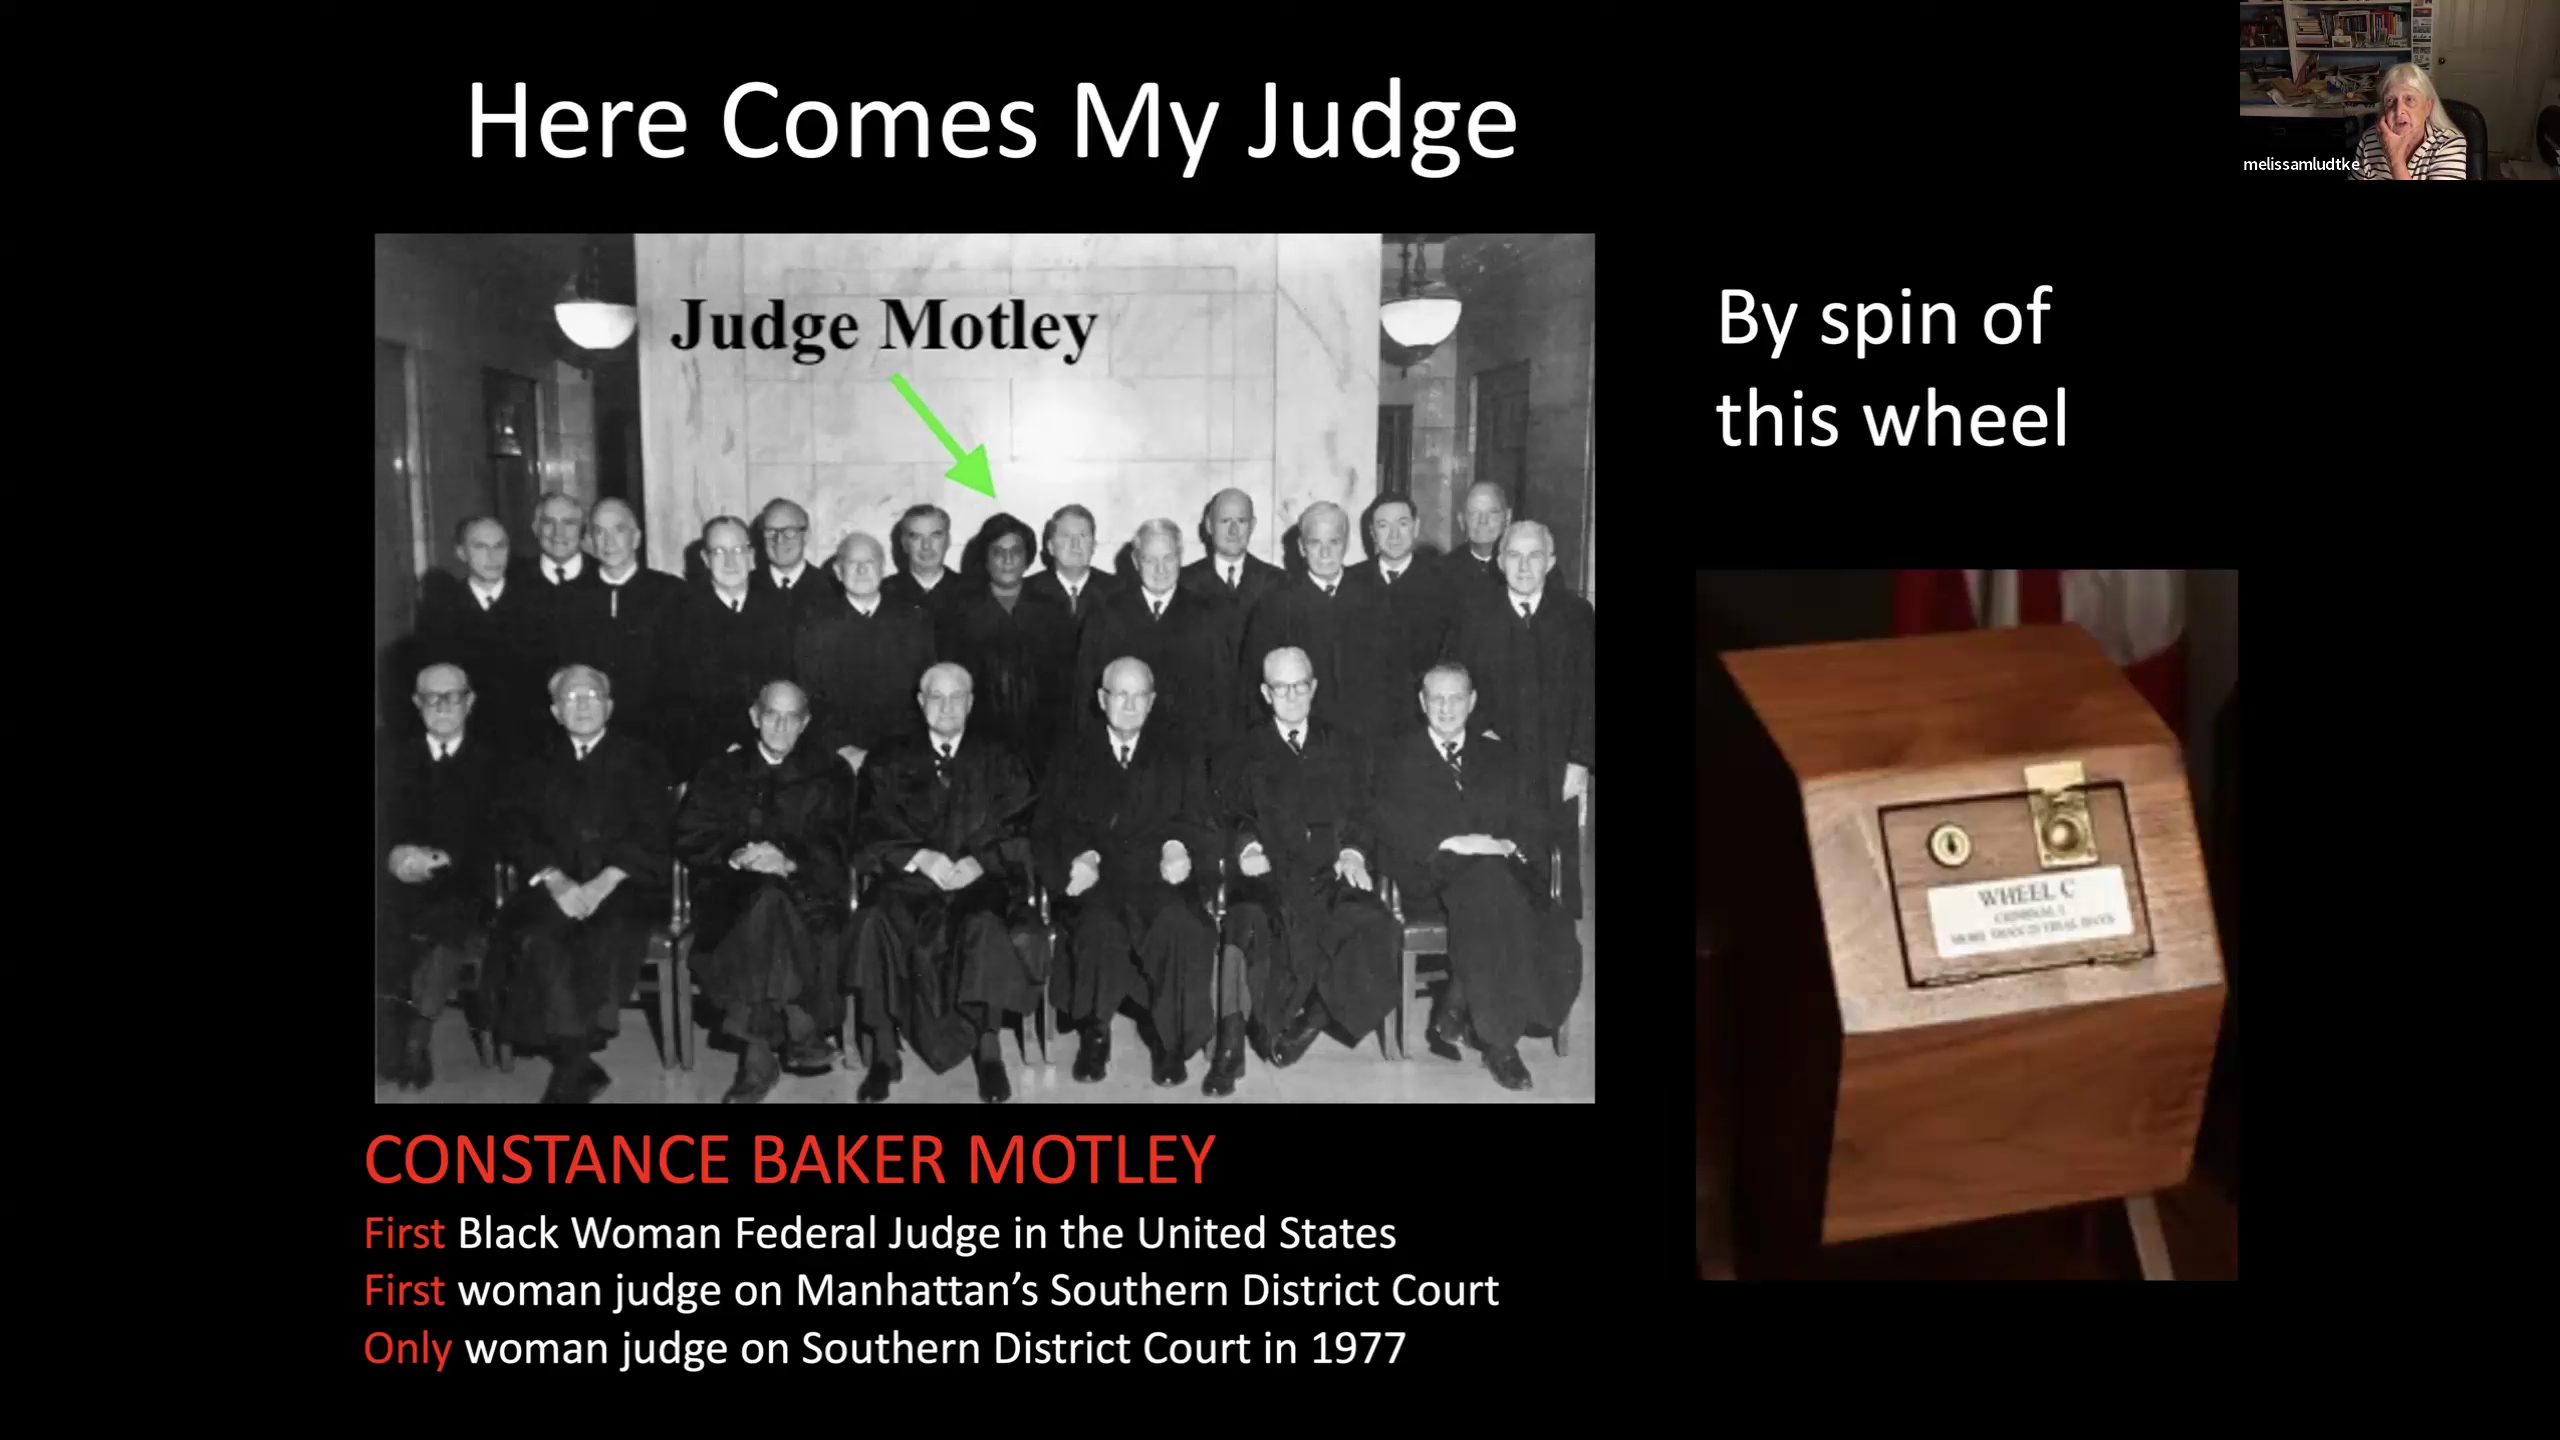 Here Comes My Judge
melissamludtke
Judge Motley
By spin of
this wheel
WHEEL C
CONSTANCE BAKER MOTLEY
First Black Woman Federal Judge in the United States
First woman judge on Manhattan’s Southern District Court
Only woman judge on Southern District Court in 1977